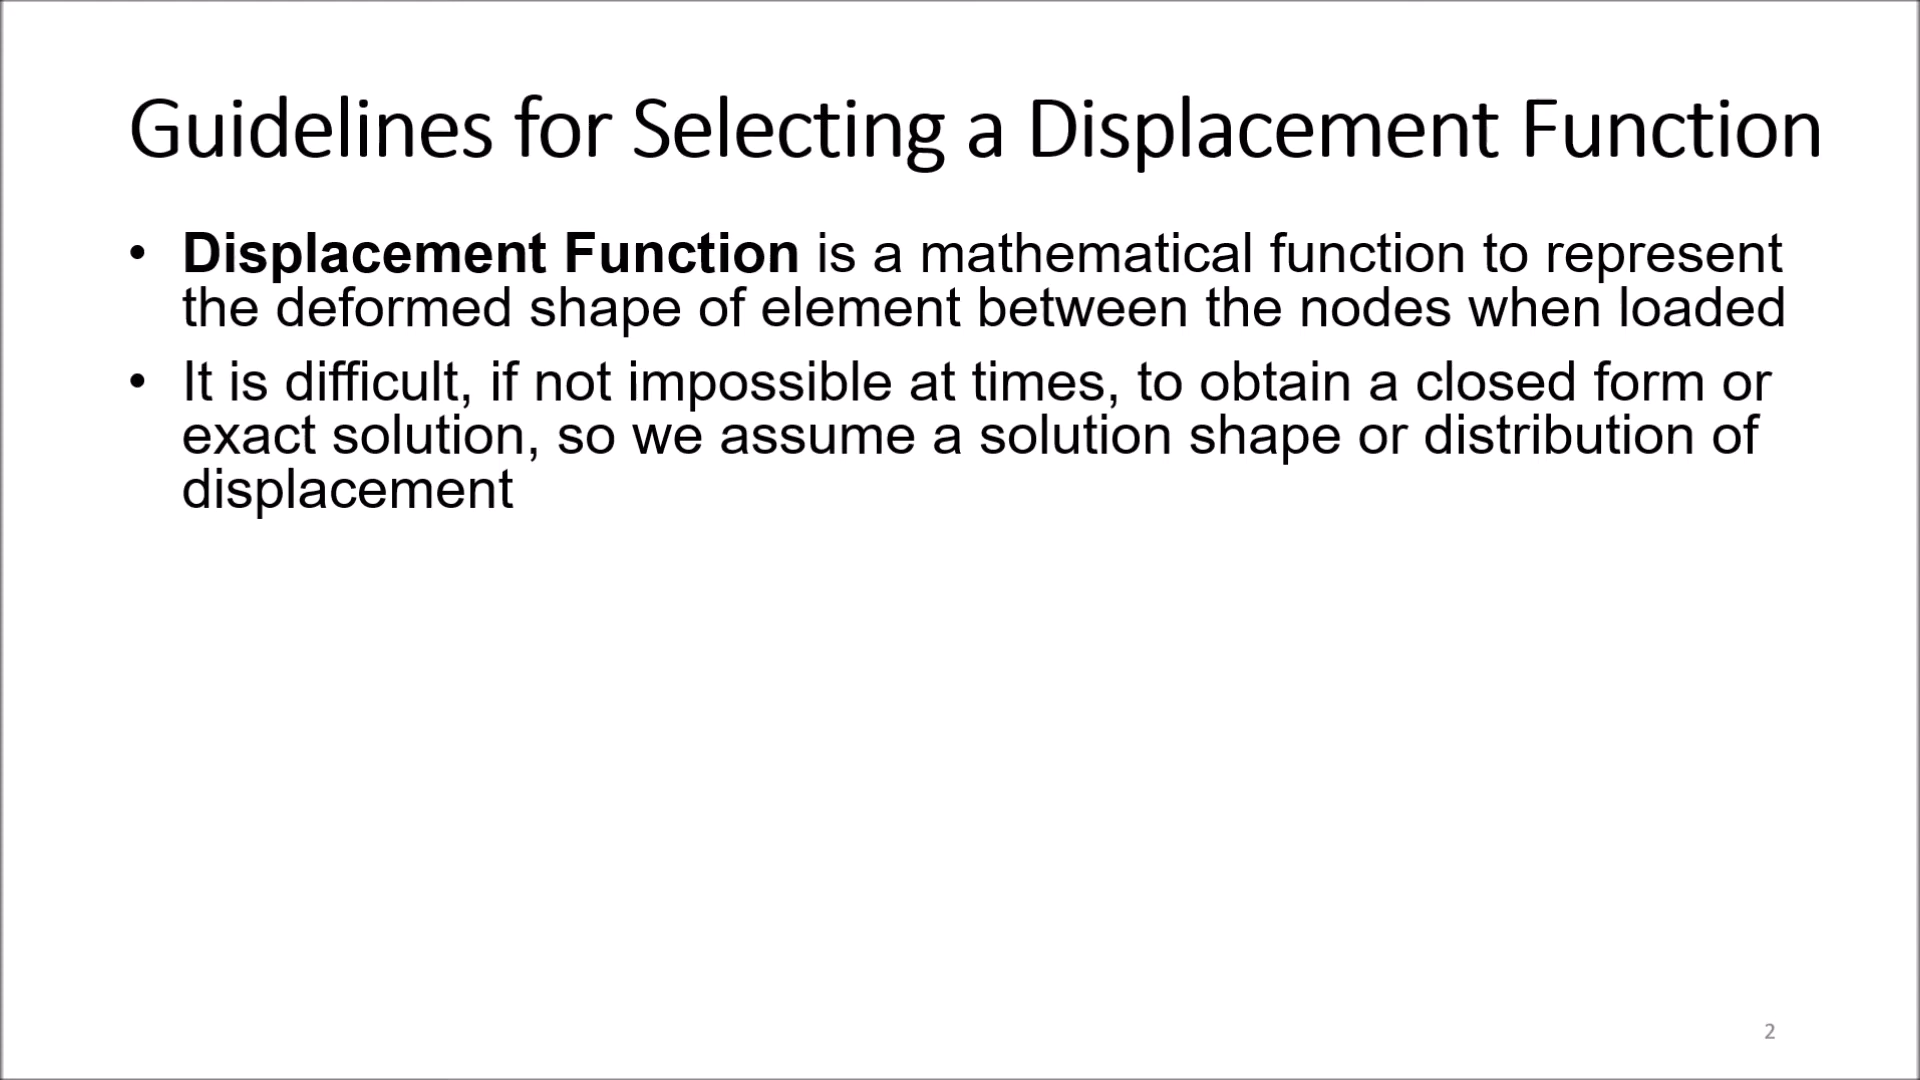 Guidelines for Selecting a Displacement Function
• Displacement Function is a mathematical function to represent
the deformed shape of element between the nodes when loaded
• It is difficult, if not impossible at times, to obtain a closed form or
exact solution, so we assume a solution shape or distribution of
displacement
2